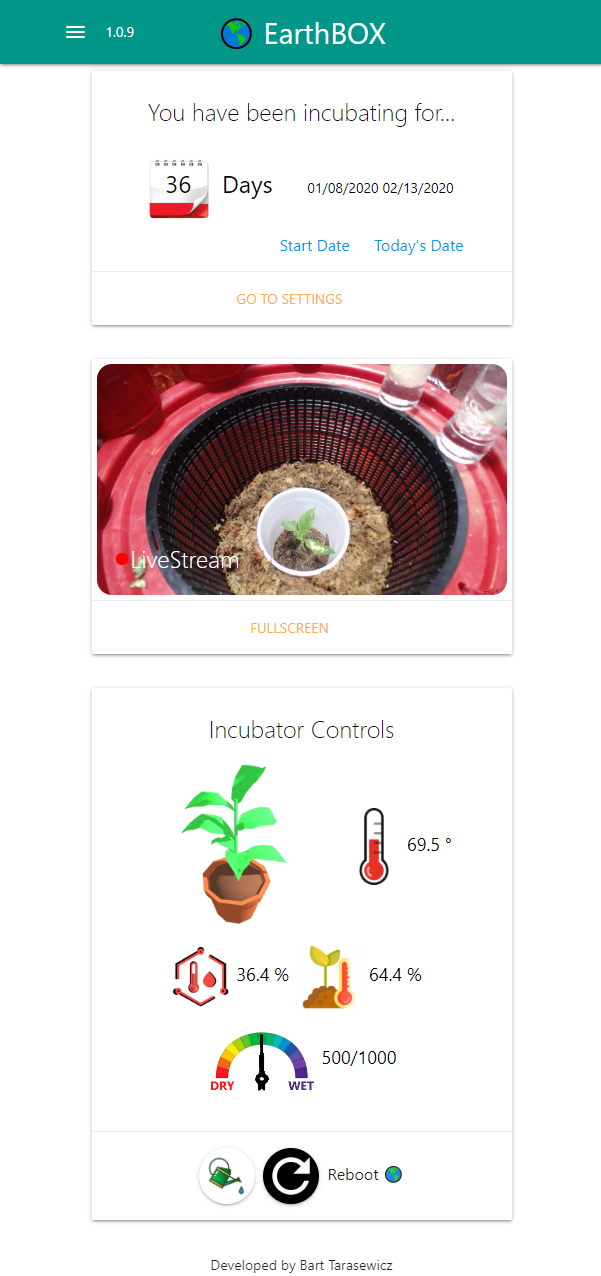 1.0.9
EarthBOX
You have been incubating for...
36 Days 01/08/2020 02/13/2020
Start Date Today's Date
GO TO SETTINGS
LiveStream
FULLSCREEN
Incubator Controls
69.5 °
36.4 % 64.4 %
500/1000
DRY WET
Reboot
Developed by Bart Tarasewicz